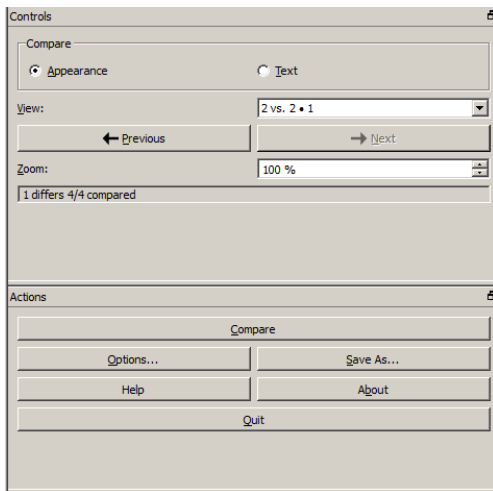 Controls
Compare
Appearance Text
View: 2 vs. 2 • 1
Previous Next
Zoom: 100 %
1 differs 4/4 compared
Actions
Compare
Options... Save As...
Help About
Quit